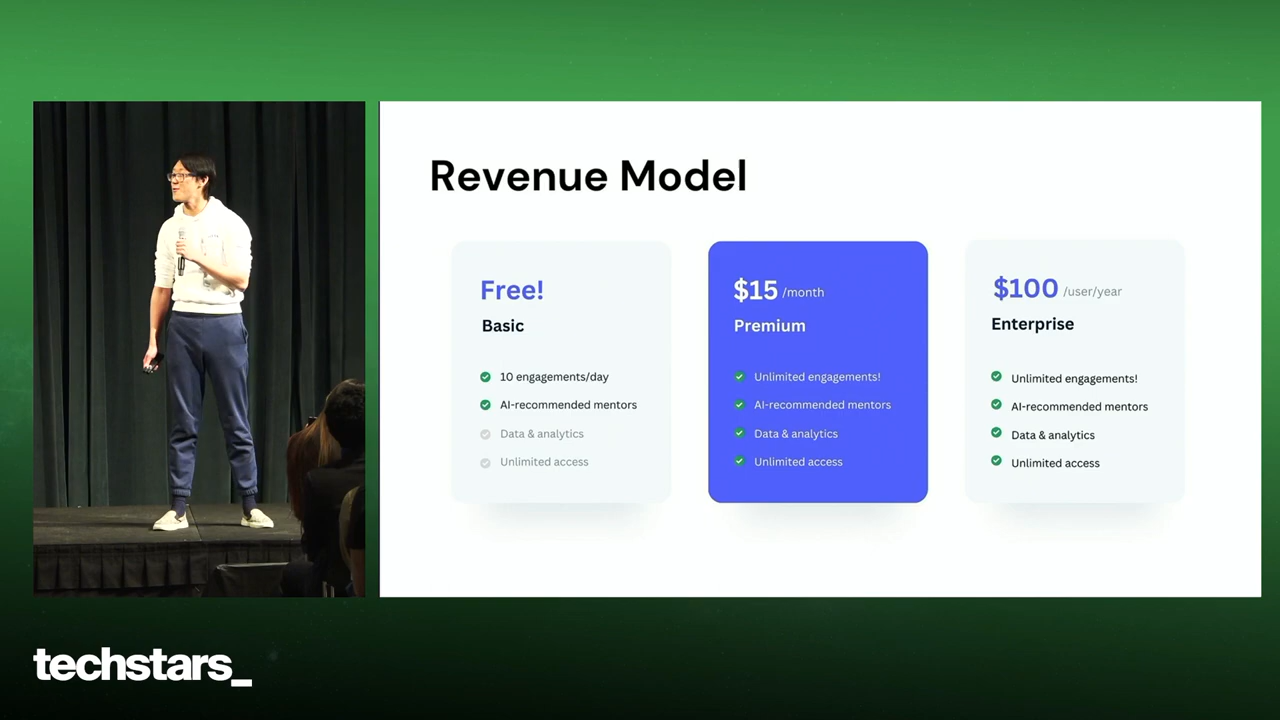 Revenue Model
Free!
Basic
10 engagements/day
AI-recommended mentors
Data & analytics
Unlimited access
$15 /month
Premium
Unlimited engagements!
AI-recommended mentors
Data & analytics
Unlimited access
$100 /user/year
Enterprise
Unlimited engagements!
AI-recommended mentors
Data & analytics
Unlimited access
techstars_